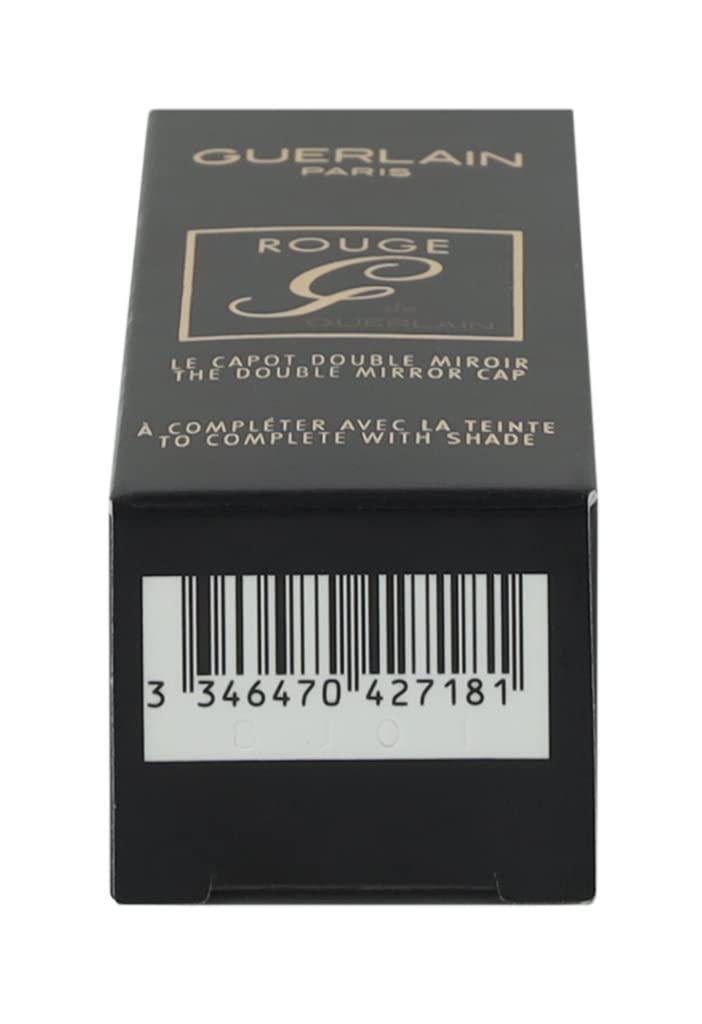 GUERLAIN
PARIS
ROUGE
G de
GUERLAIN
LE CAPOT DOUBLE MIROIR
THE DOUBLE MIRROR CAP
À COMPLÉTER AVEC LA TEINTE
TO COMPLETE WITH SHADE
3 346470 427181
8J01